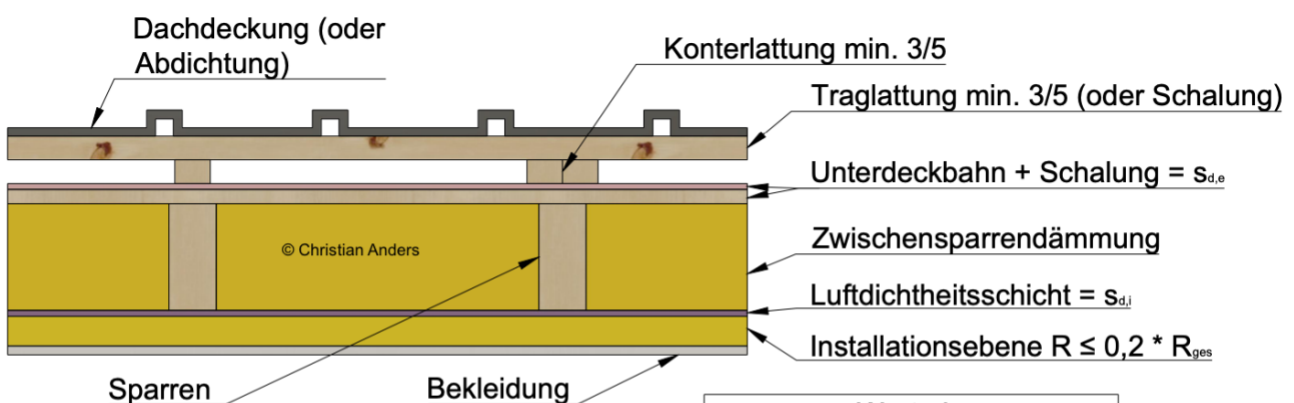 Dachdeckung (oder
Abdichtung)
Konterlattung min. 3/5
Traglattung min. 3/5 (oder Schalung)
Unterdeckbahn + Schalung = sd,e
© Christian Anders
Zwischensparrendämmung
Luftdichtheitsschicht = sd,i
Installationsebene R ≤ 0,2 * Rges
Sparren
Bekleidung